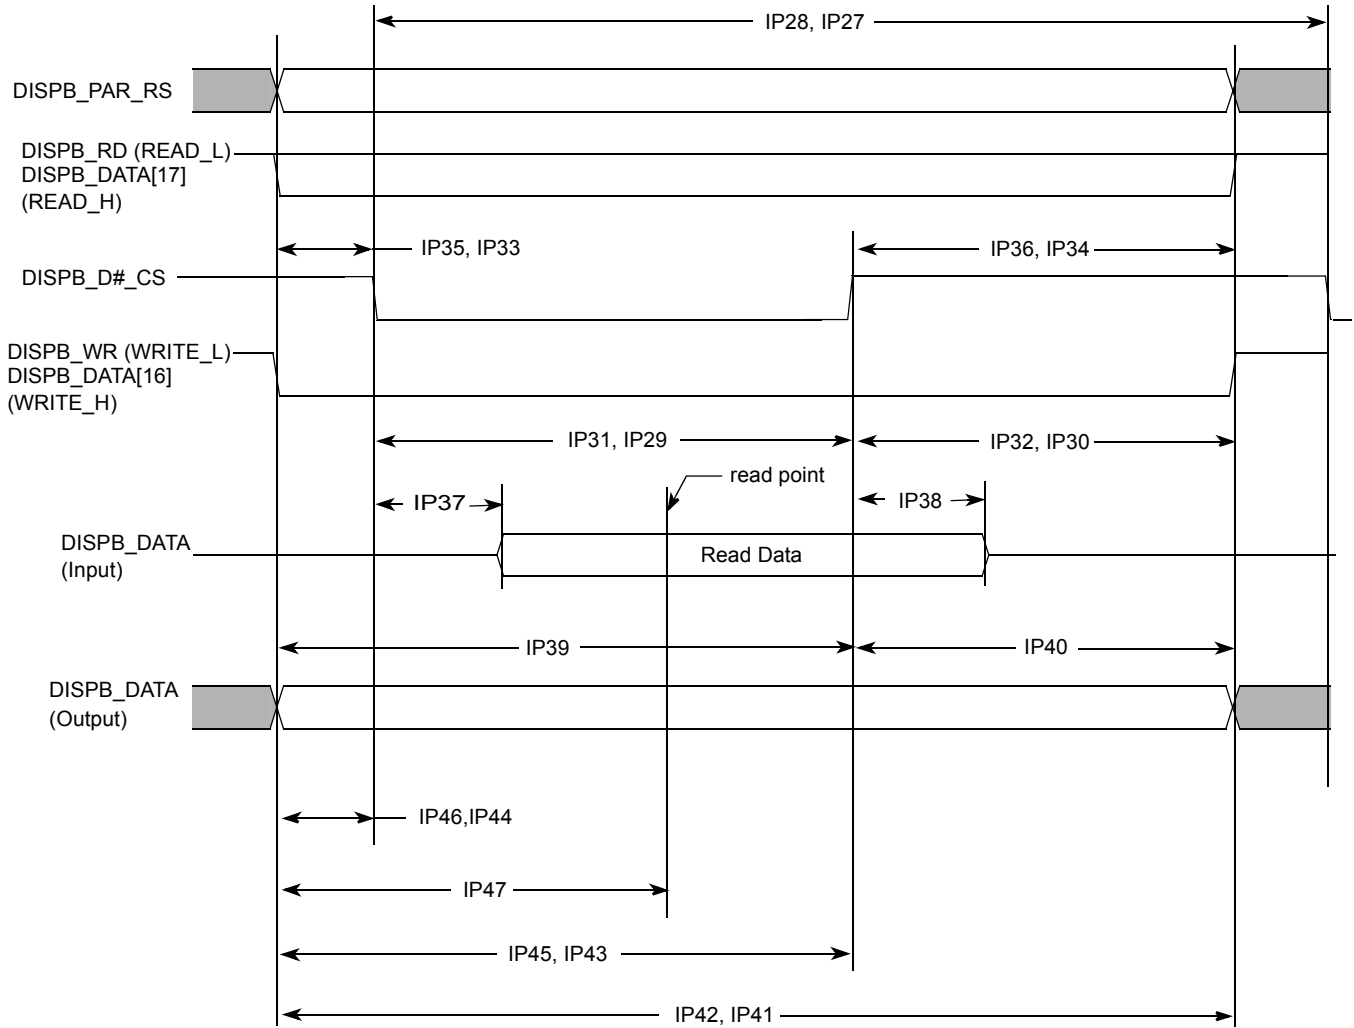 IP28, IP27
DISPB_PAR_RS
DISPB_RD (READ_L)
DISPB_DATA[17]
(READ_H)
IP35, IP33
IP36, IP34
DISPB_D#_CS
DISPB_WR (WRITE_L)
DISPB_DATA[16]
(WRITE_H)
IP31, IP29
IP32, IP30
read point
IP37
IP38
DISPB_DATA
(Input)
Read Data
IP39
IP40
DISPB_DATA
(Output)
IP46,IP44
IP47
IP45, IP43
IP42, IP41